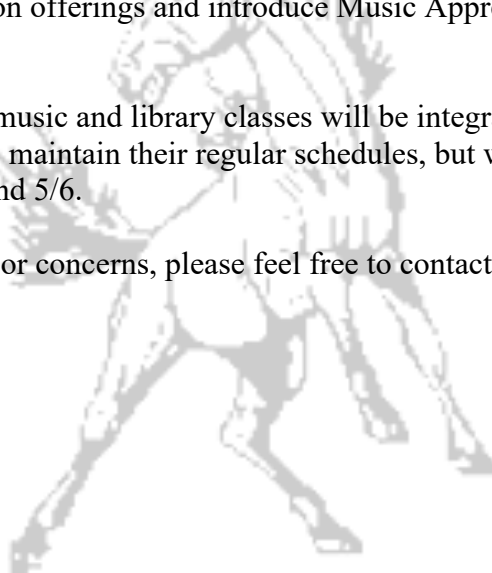 on offerings and introduce Music Appr
music and library classes will be integr
maintain their regular schedules, but w
nd 5/6.
or concerns, please feel free to contact